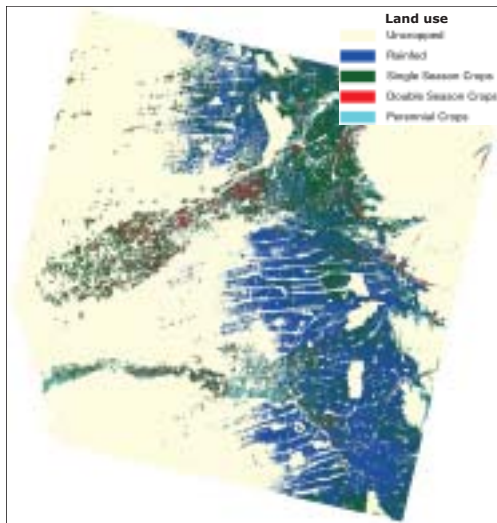 Land use
Uncropped
Rainfed
Single Season Crops
Double Season Crops
Perennial Crops